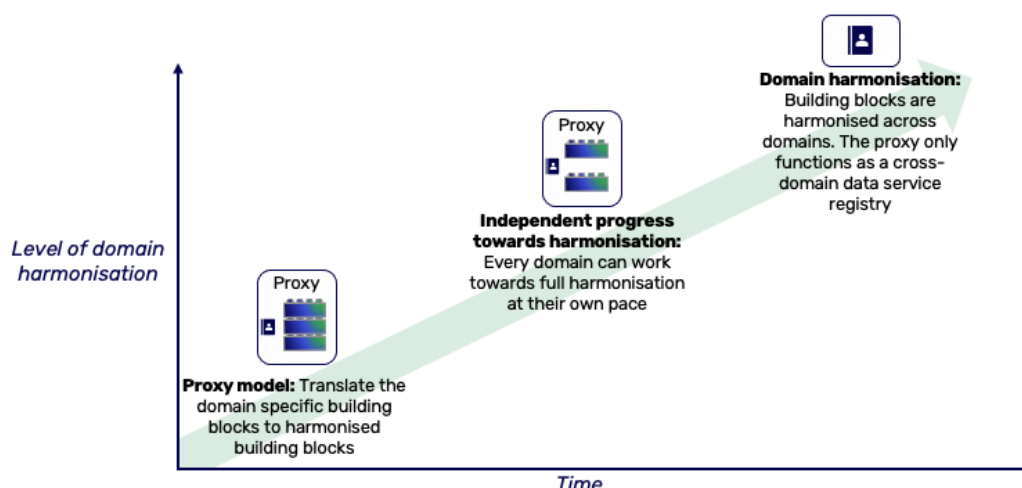 Domain harmonisation:
Building blocks are
harmonised across
domains. The proxy only
functions as a cross-
domain data service
registry
Proxy
Independent progress
towards harmonisation:
Every domain can work
towards full harmonisation
at their own pace
Level of domain
harmonisation
Proxy
Proxy model: Translate the
domain specific building
blocks to harmonised
building blocks
Time